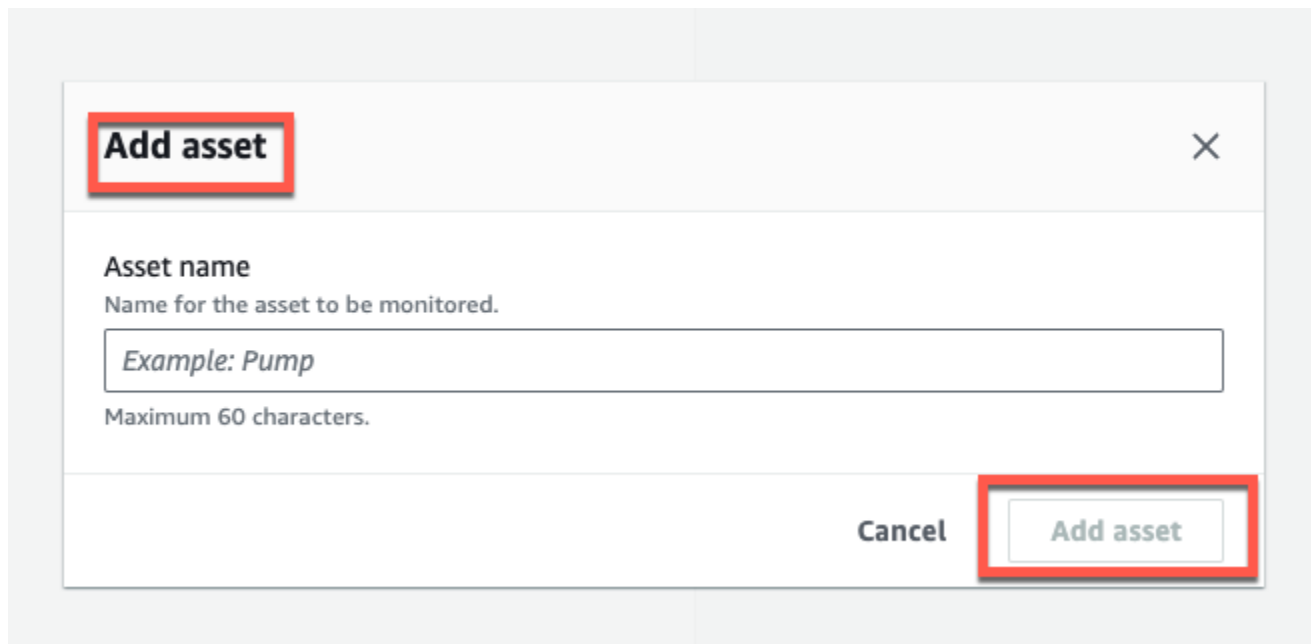 Add asset
Asset name
Name for the asset to be monitored.
Example: Pump
Maximum 60 characters.
Cancel
Add asset